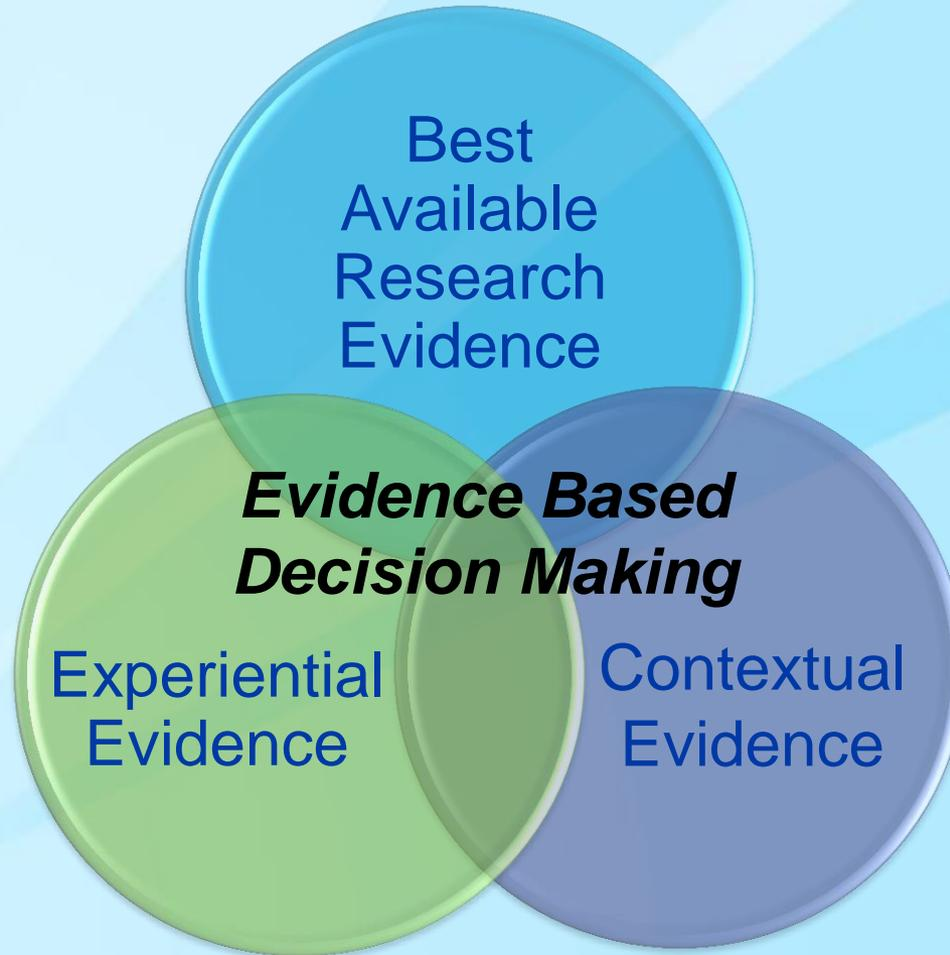 Best
Available
Research
Evidence
Evidence Based
Decision Making
Experiential
Evidence
Contextual
Evidence